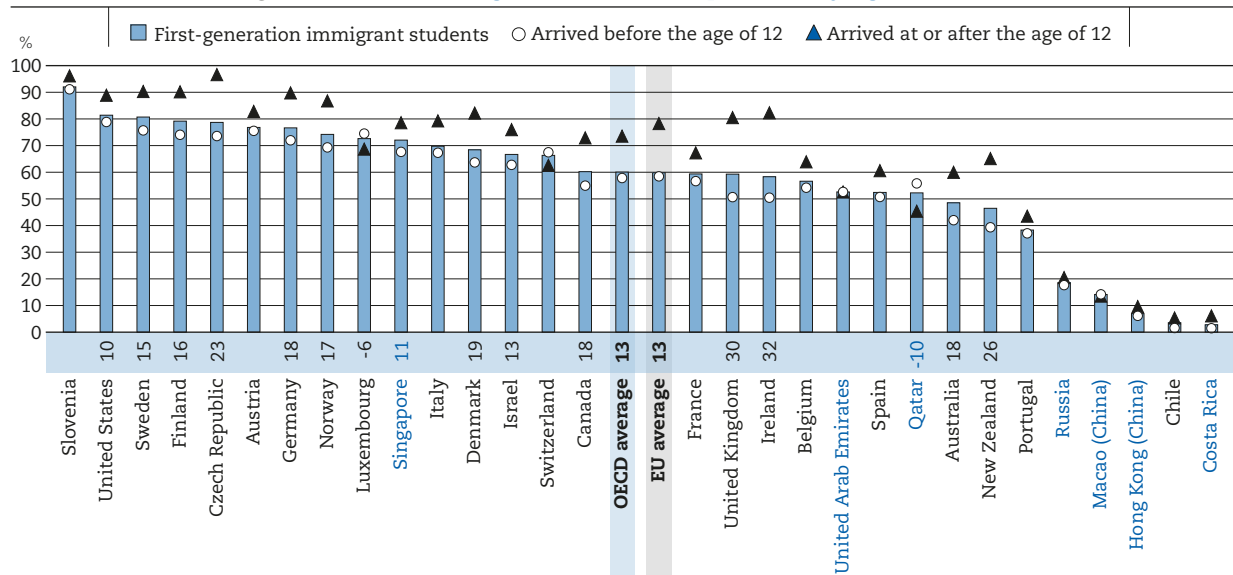 First-generation immigrant students Arrived before the age of 12 Arrived at or after the age of 12
%
100
90
80
70
60
50
40
30
20
10
0
10 15 16 23 18 17 -6 11 19 13 18 13 13 30 32 -10 18 26
Slovenia
United States
Sweden
Finland
Czech Republic
Austria
Germany
Norway
Luxembourg
Singapore
Italy
Denmark
Israel
Switzerland
Canada
OECD average
EU average
France
United Kingdom
Ireland
Belgium
United Arab Emirates
Spain
Qatar
Australia
New Zealand
Portugal
Russia
Macao (China)
Hong Kong (China)
Chile
Costa Rica